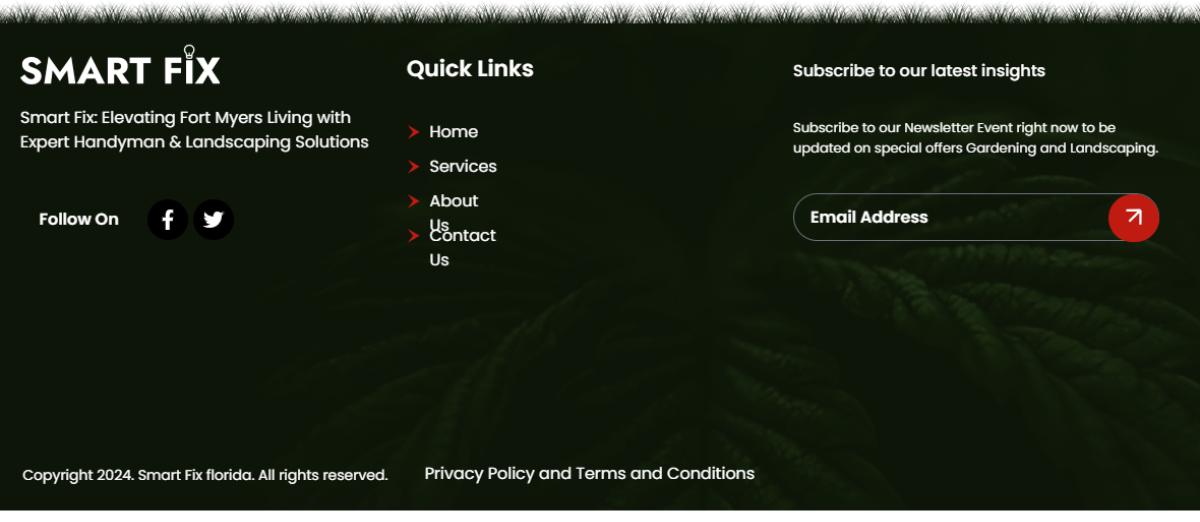 SMART FIX
Smart Fix: Elevating Fort Myers Living with
Expert Handyman & Landscaping Solutions
Follow On
Quick Links
Home
Services
About
Us
Contact
Us
Subscribe to our latest insights
Subscribe to our Newsletter Event right now to be
updated on special offers Gardening and Landscaping.
Email Address
Copyright 2024. Smart Fix florida. All rights reserved.
Privacy Policy and Terms and Conditions